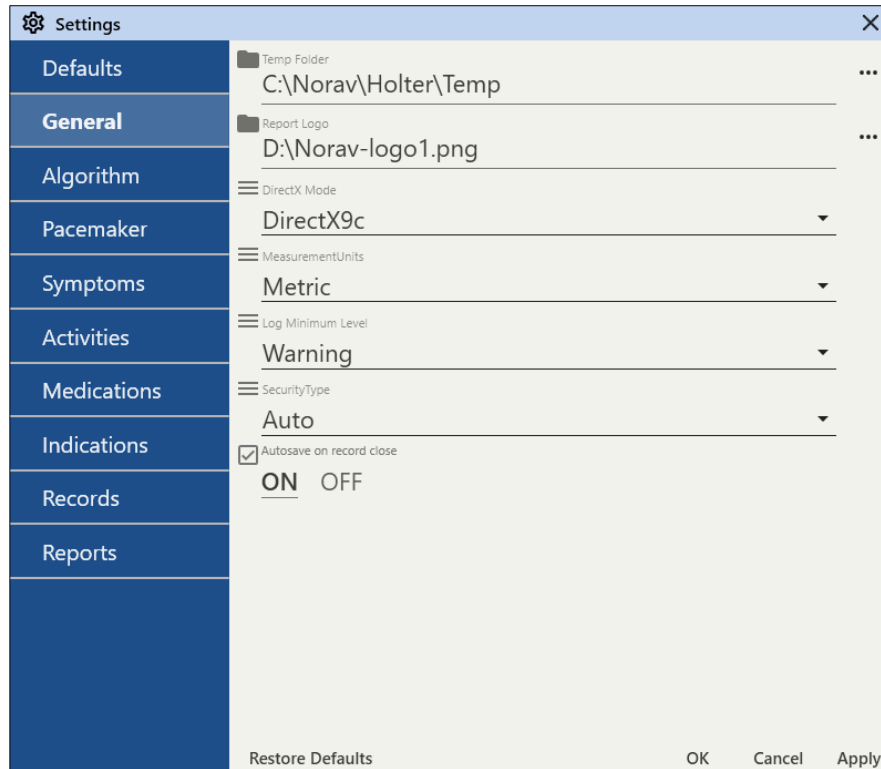 Settings
Defaults
General
Algorithm
Pacemaker
Symptoms
Activities
Medications
Indications
Records
Reports
Temp Folder
C:\Norav\Holter\Temp
Report Logo
D:\Norav-logo1.png
DirectX Mode
DirectX9c
MeasurementUnits
Metric
Log Minimum Level
Warning
SecurityType
Auto
Autosave on record close
ON OFF
Restore Defaults OK Cancel Apply